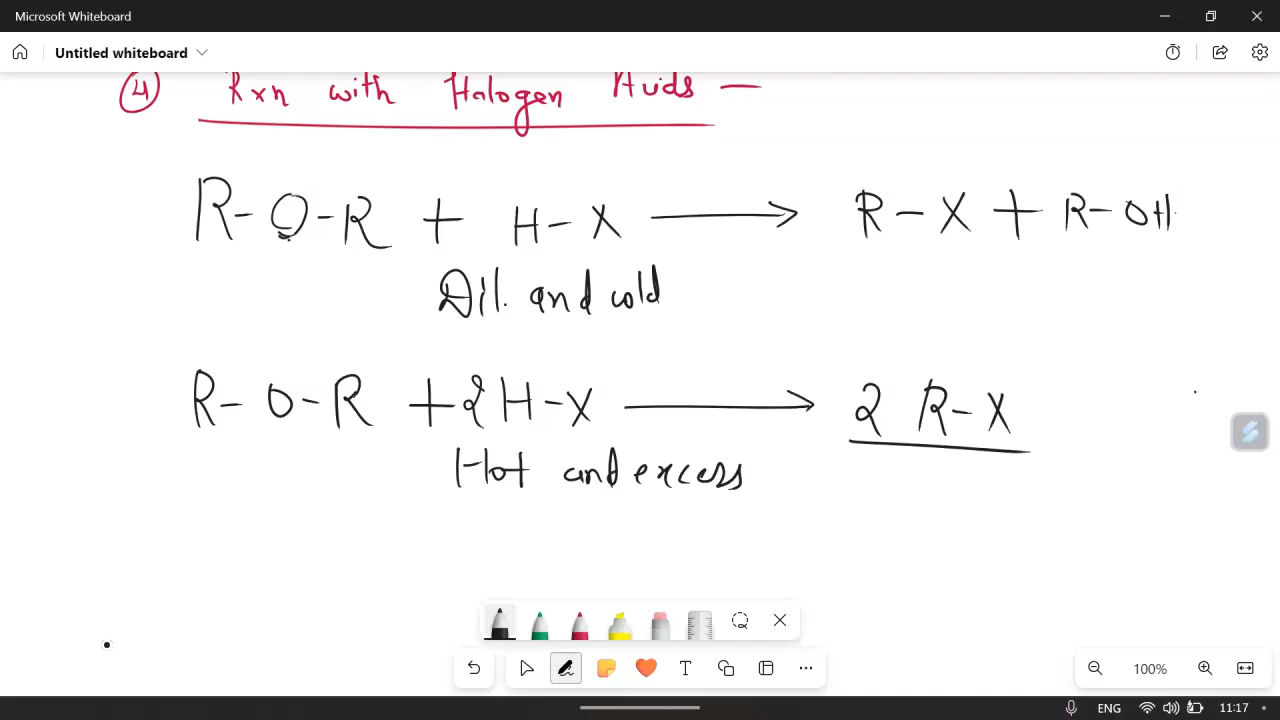 Microsoft Whiteboard
Untitled whiteboard
④ Rxn with Halogen Acids —
R-O-R + H-X ⟶ R-X + R-OH
Dil. and cold
R-O-R + 2H-X ⟶ 2 R-X
Hot and excess
100%
ENG 11:17